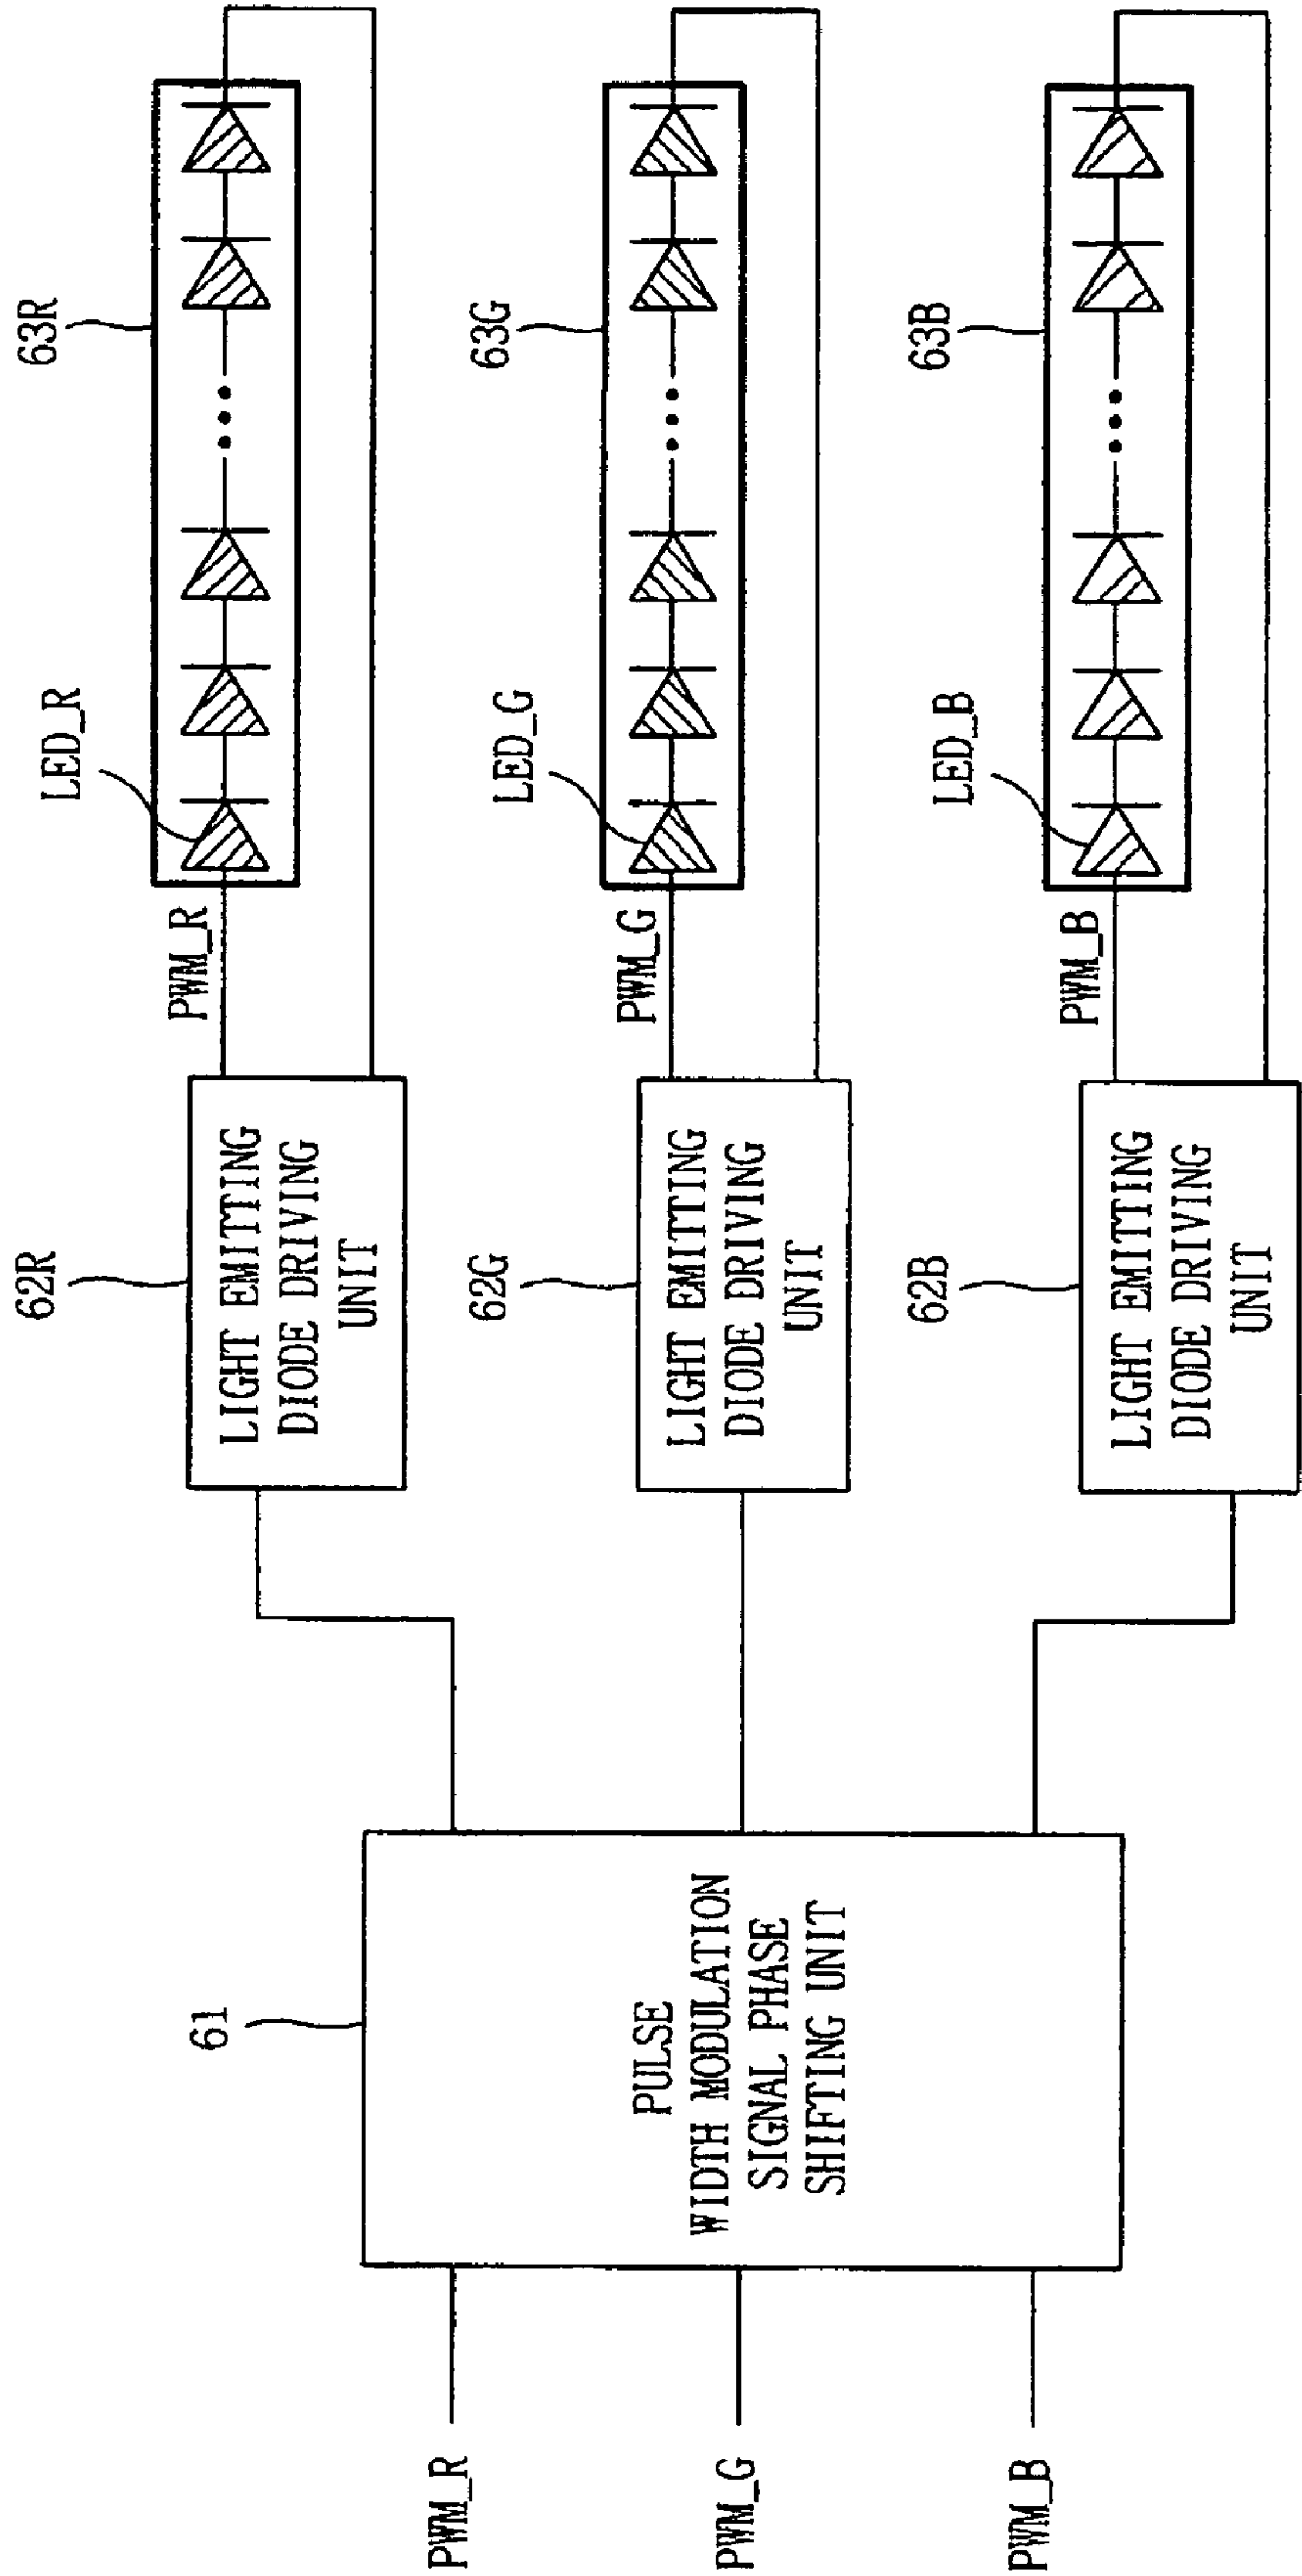 PWM_R
PWM_G
PWM_B
61
PULSE
WIDTH MODULATION
SIGNAL PHASE
SHIFTING UNIT
62R
LIGHT EMITTING
DIODE DRIVING
UNIT
PWM_R
LED_R
63R
62G
LIGHT EMITTING
DIODE DRIVING
UNIT
PWM_G
LED_G
63G
62B
LIGHT EMITTING
DIODE DRIVING
UNIT
PWM_B
LED_B
63B